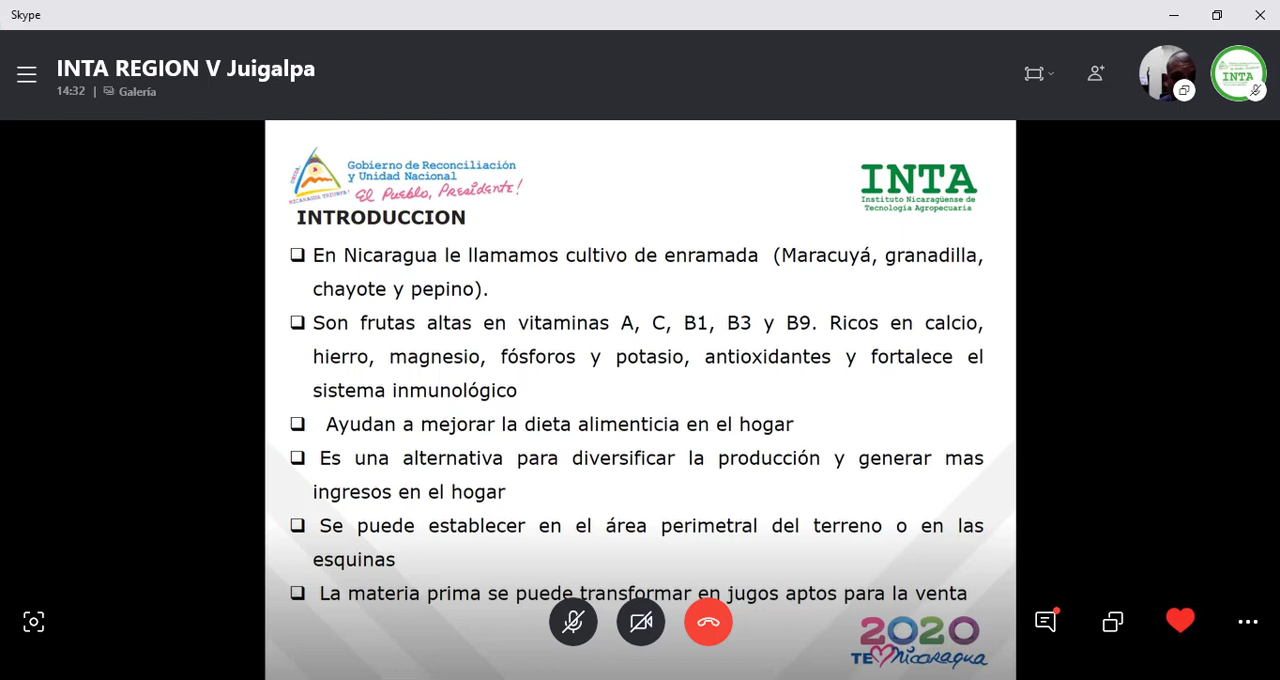 Skype
INTA REGION V Juigalpa
14:32 | Galería
INTA
Gobierno de Reconciliación
y Unidad Nacional
El Pueblo, Presidente!
NICARAGUA TRIUNFA!
INTA
Instituto Nicaragüense de
Tecnología Agropecuaria
INTRODUCCION
❑ En Nicaragua le llamamos cultivo de enramada (Maracuyá, granadilla,
chayote y pepino).
❑ Son frutas altas en vitaminas A, C, B1, B3 y B9. Ricos en calcio,
hierro, magnesio, fósforos y potasio, antioxidantes y fortalece el
sistema inmunológico
❑ Ayudan a mejorar la dieta alimenticia en el hogar
❑ Es una alternativa para diversificar la producción y generar mas
ingresos en el hogar
❑ Se puede establecer en el área perimetral del terreno o en las
esquinas
❑ La materia prima se puede transformar en jugos aptos para la venta
2020
TE Nicaragua